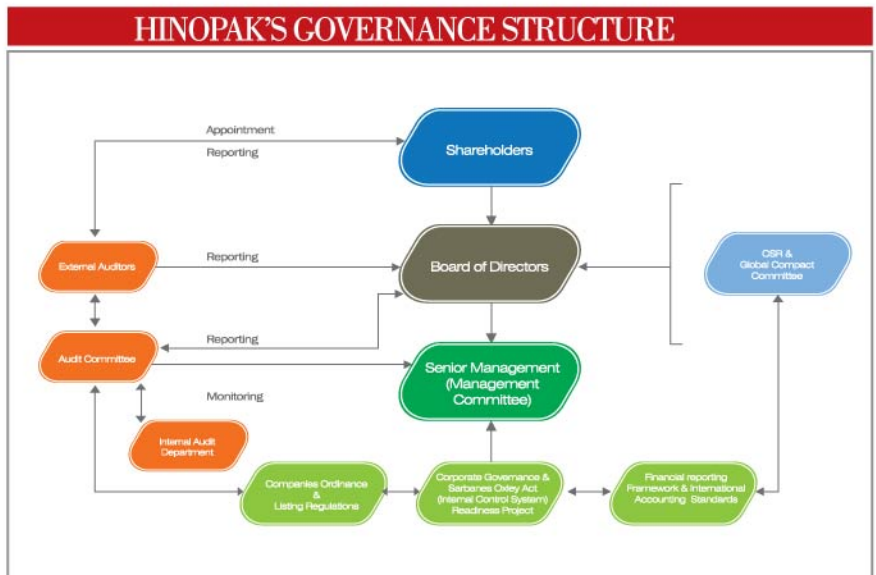 HINOPAK'S GOVERNANCE STRUCTURE
Appointment
Reporting
Shareholders
External Auditors
Reporting
Board of Directors
CSR &
Global Compact
Committee
Reporting
Audit Committee
Monitoring
Senior Management
(Management
Committee)
Internal Audit
Department
Companies Ordinance
&
Listing Regulations
Corporate Governance &
Sarbanes Oxley Act
(Internal Control System)
Readiness Project
Financial reporting
Framework & International
Accounting Standards